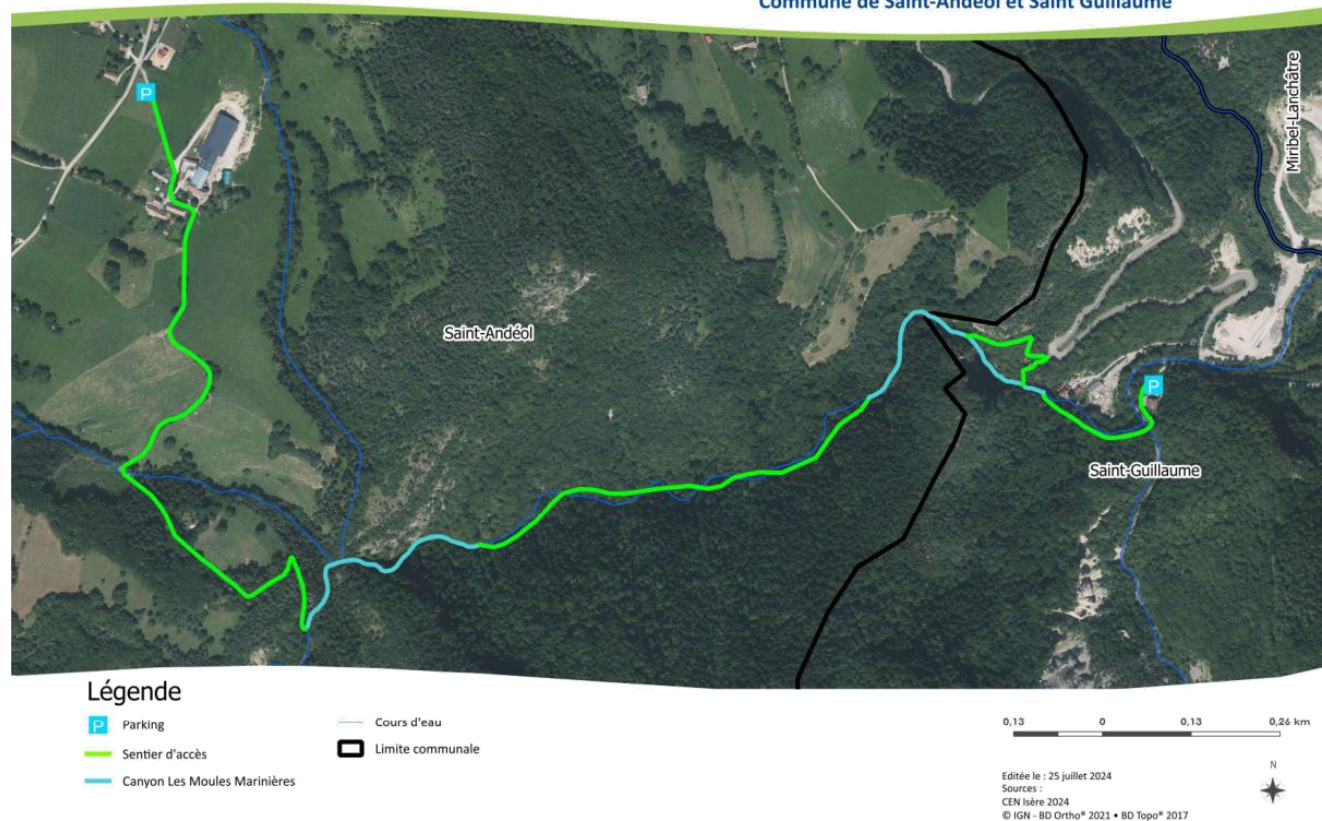 Commune de Saint-Andéol et Saint Guillaume
P
Miribel-Lanchâtre
Saint-Andéol
P
Saint-Guillaume
Légende
P Parking
Sentier d'accès
Canyon Les Moules Marinières
Cours d'eau
Limite communale
0,13 0 0,13 0,26 km
N
Editée le : 25 juillet 2024
Sources :
CEN Isère 2024
© IGN - BD Ortho® 2021 • BD Topo® 2017